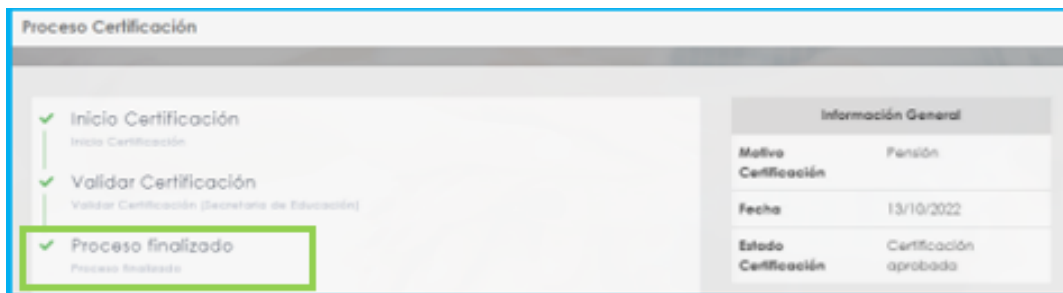 Proceso Certificación
Inicio Certificación
Inicio Certificación
Validar Certificación
Validar Certificación (Secretaria de Educación)
Proceso finalizado
Proceso finalizado
Información General
Motivo Certificación
Pensión
Fecha
13/10/2022
Estado Certificación
Certificación aprobada